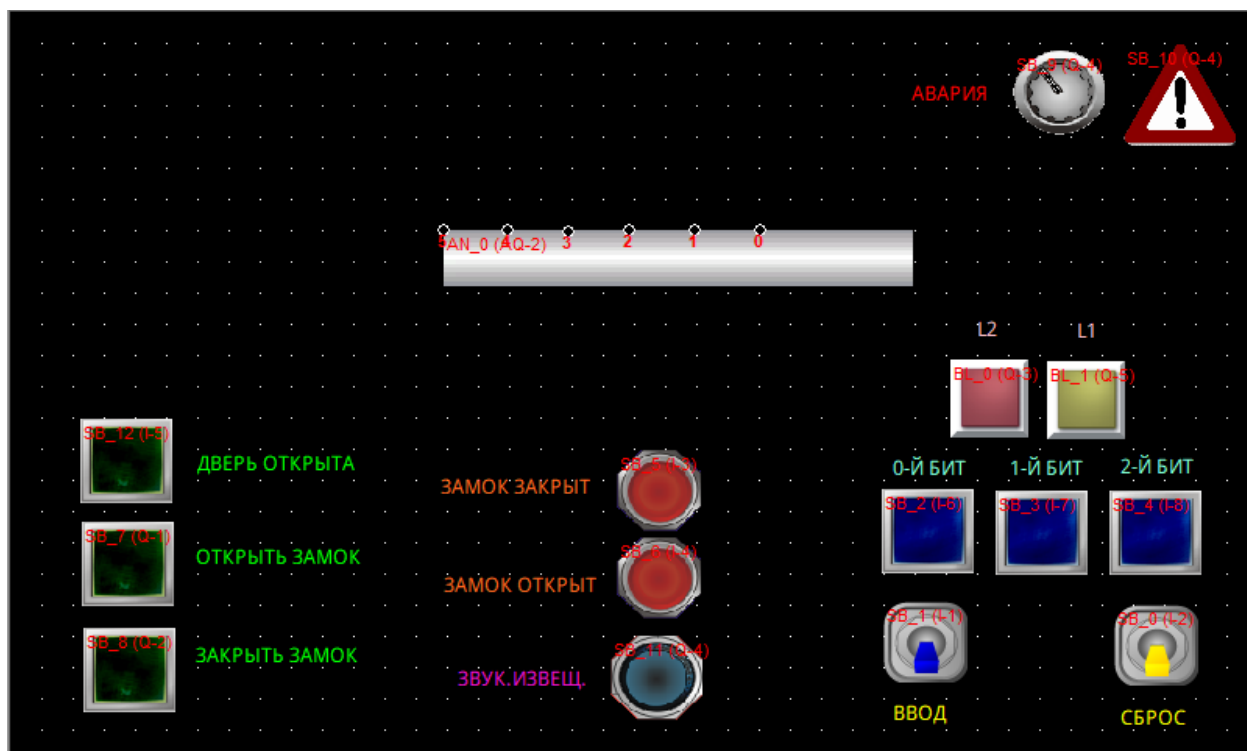 SB_9 (Q-4)
SB_10 (Q-4)
АВАРИЯ
5 4 3 2 1 0
AN_0 (AQ-2)
L2
L1
BL_0 (Q-3)
BL_1 (Q-5)
SB_12 (I-5)
ДВЕРЬ ОТКРЫТА
SB_5 (I-3)
ЗАМОК ЗАКРЫТ
0-Й БИТ
1-Й БИТ
2-Й БИТ
SB_2 (I-6)
SB_3 (I-7)
SB_4 (I-8)
SB_7 (Q-1)
ОТКРЫТЬ ЗАМОК
SB_6 (I-4)
ЗАМОК ОТКРЫТ
SB_1 (I-1)
SB_0 (I-2)
SB_8 (Q-2)
ЗАКРЫТЬ ЗАМОК
SB_11 (Q-4)
ЗВУК.ИЗВЕЩ.
ВВОД
СБРОС